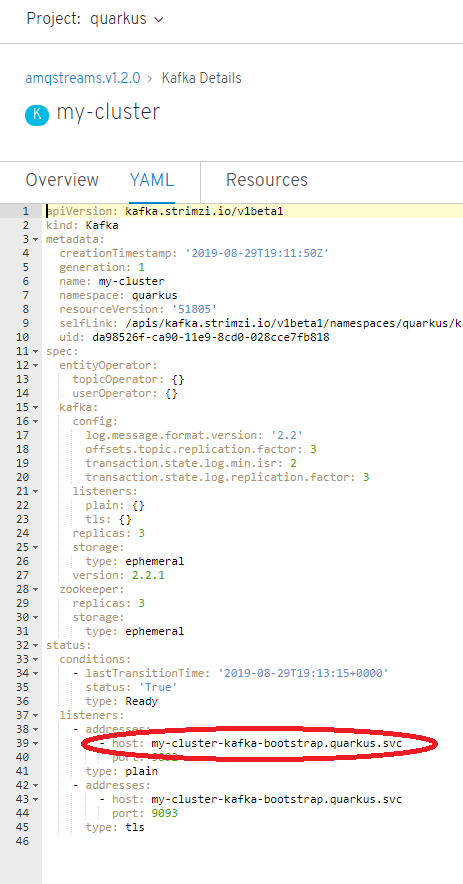 Project: quarkus
amqstreams.v1.2.0 > Kafka Details
K my-cluster
Overview YAML Resources
1 apiVersion: kafka.strimzi.io/v1beta1
2 kind: Kafka
3 metadata:
4 creationTimestamp: '2019-08-29T19:11:50Z'
5 generation: 1
6 name: my-cluster
7 namespace: quarkus
8 resourceVersion: '51805'
9 selfLink: /apis/kafka.strimzi.io/v1beta1/namespaces/quarkus/k
10 uid: da98526f-ca90-11e9-8cd0-028cce7fb818
11 spec:
12 entityOperator:
13 topicOperator: {}
14 userOperator: {}
15 kafka:
16 config:
17 log.message.format.version: '2.2'
18 offsets.topic.replication.factor: 3
19 transaction.state.log.min.isr: 2
20 transaction.state.log.replication.factor: 3
21 listeners:
22 plain: {}
23 tls: {}
24 replicas: 3
25 storage:
26 type: ephemeral
27 version: 2.2.1
28 zookeeper:
29 replicas: 3
30 storage:
31 type: ephemeral
32 status:
33 conditions:
34 - lastTransitionTime: '2019-08-29T19:13:15+0000'
35 status: 'True'
36 type: Ready
37 listeners:
38 - addresses:
39 - host: my-cluster-kafka-bootstrap.quarkus.svc
40 port:
41 type: plain
42 - addresses:
43 - host: my-cluster-kafka-bootstrap.quarkus.svc
44 port: 9093
45 type: tls
46